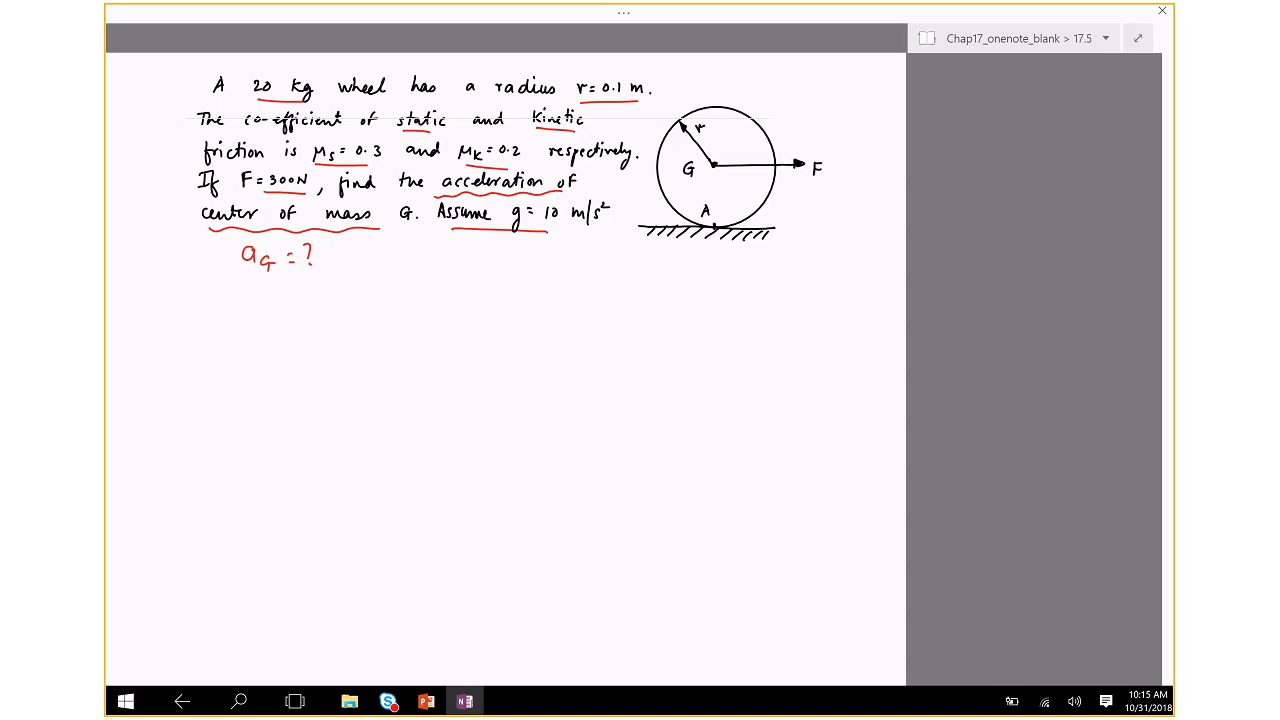 ...
Chap17_onenote_blank > 17.5
A 20 kg wheel has a radius r = 0.1 m.
The co-efficient of static and kinetic
friction is μs = 0.3 and μK = 0.2 respectively.
If F = 300N, find the acceleration of
center of mass G. Assume g = 10 m/s²
aG = ?
r
G
F
A
10:15 AM
10/31/2018